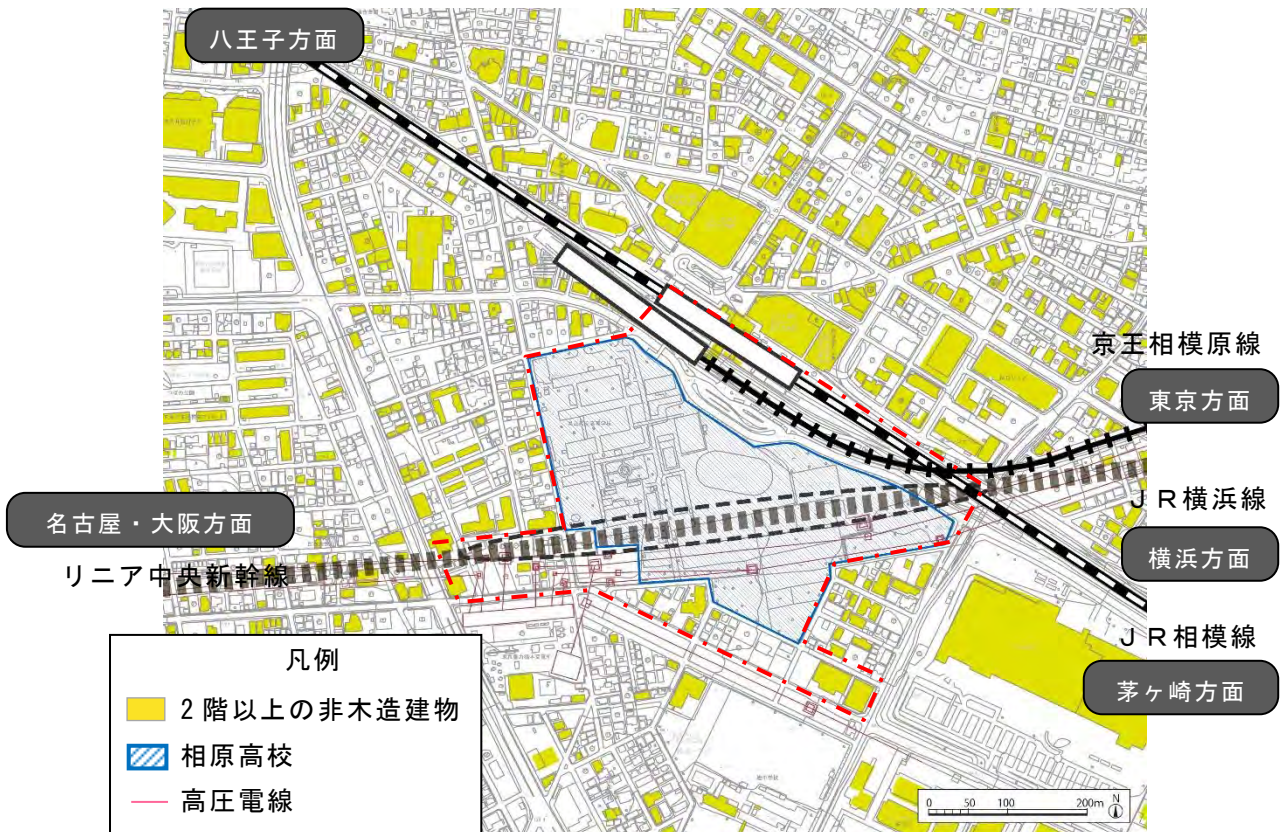 八王子方面
京王相模原線
東京方面
JR横浜線
名古屋・大阪方面
横浜方面
リニア中央新幹線
JR相模線
茅ヶ崎方面
凡例
2階以上の非木造建物
相原高校
高圧電線
0 50 100 200m
N